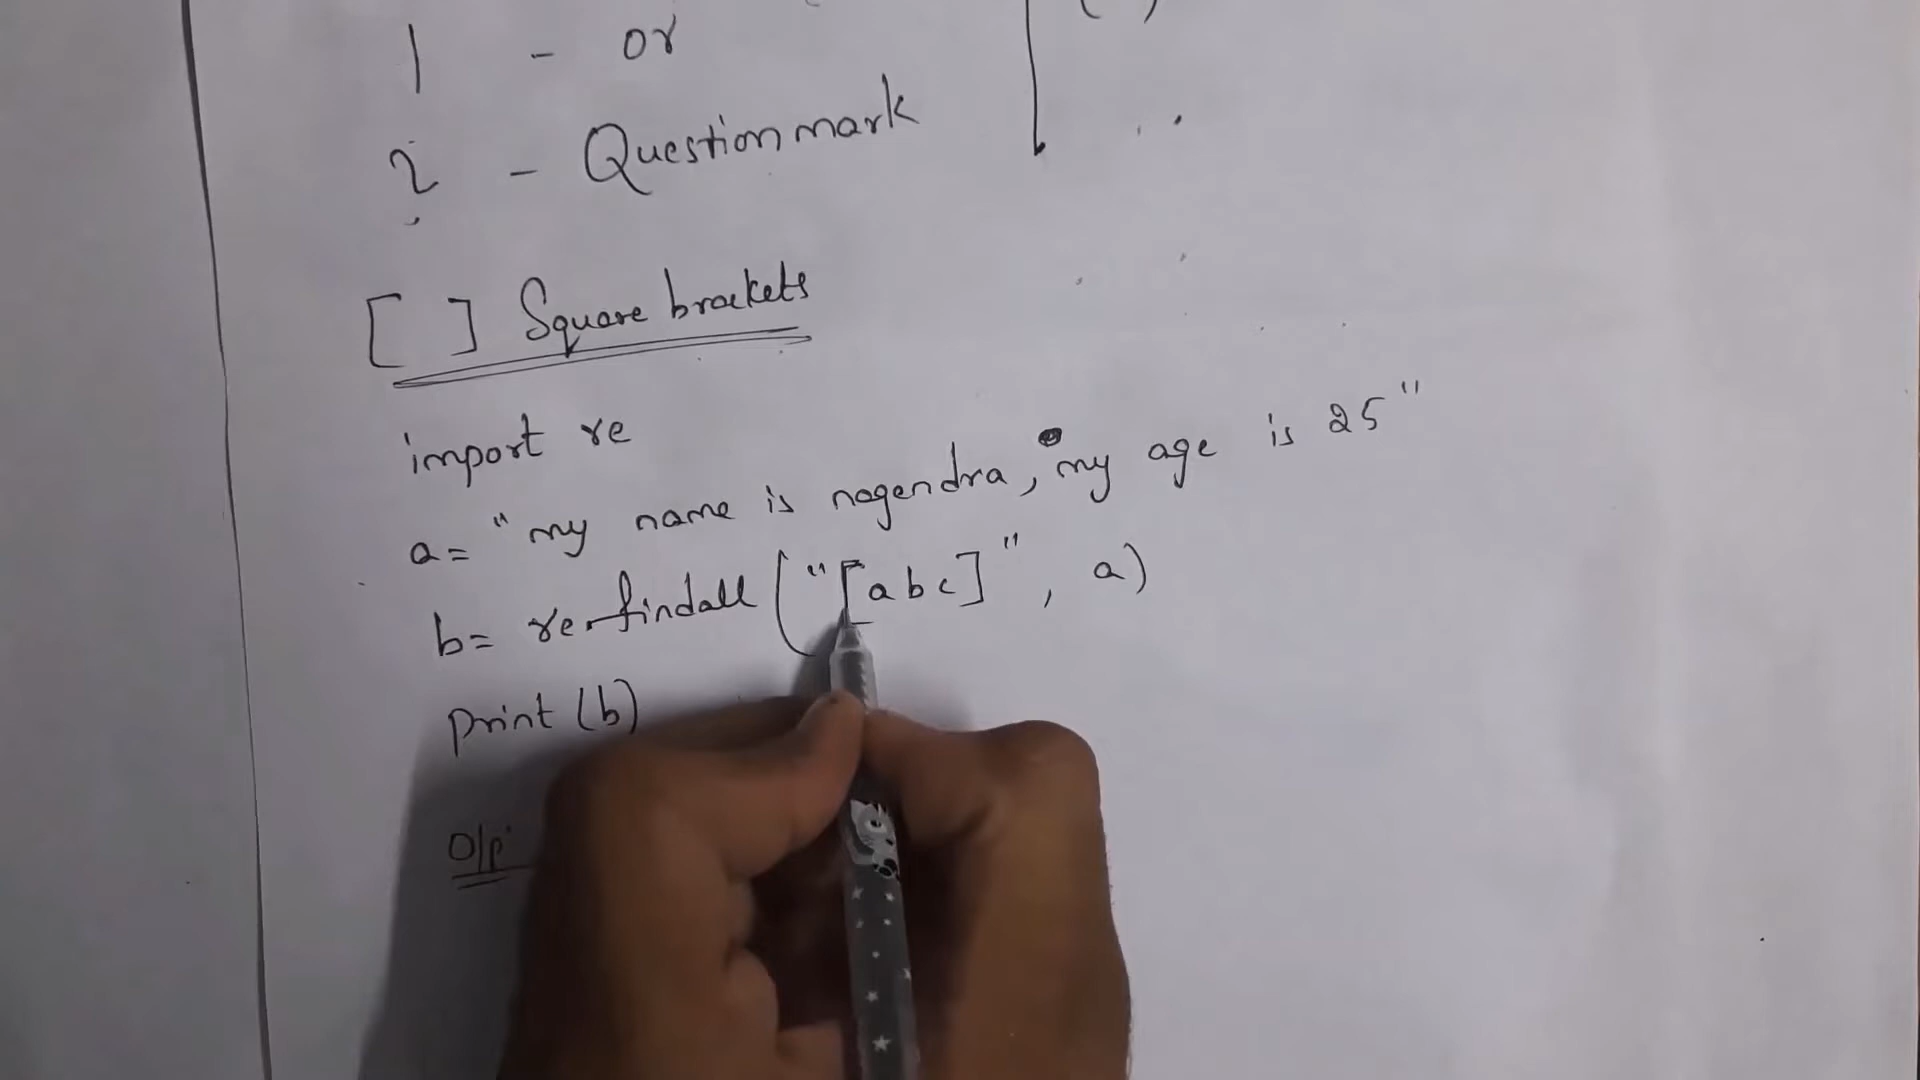 | - or
? - Question mark
[ ] Square brackets
import re
a= "my name is nagendra, my age is 25"
b= re.findall("[abc]", a)
print(b)
O/p